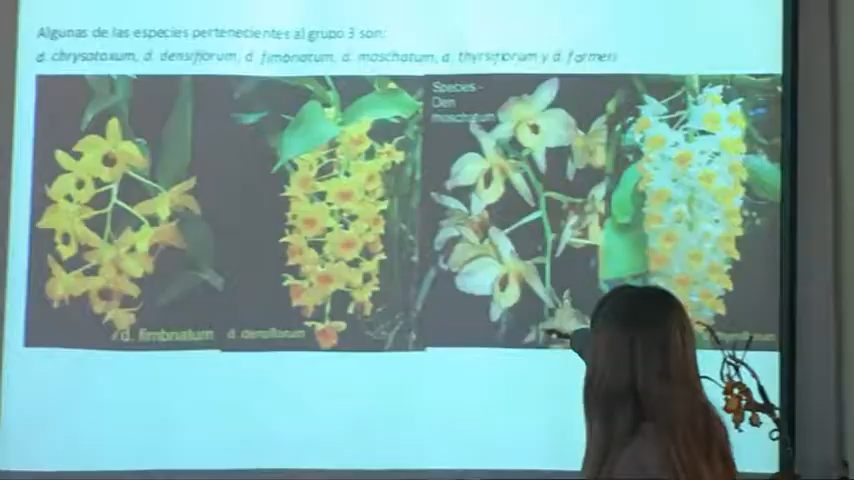 Algunas de las especies pertenecientes al grupo 3 son:
d. chrysotoxum, d. densiflorum, d. fimbriatum, d. moschatum, d. thyrsiflorum y d. farmeri
Species -
Den
moschatum
d. fimbriatum
d. densiflorum